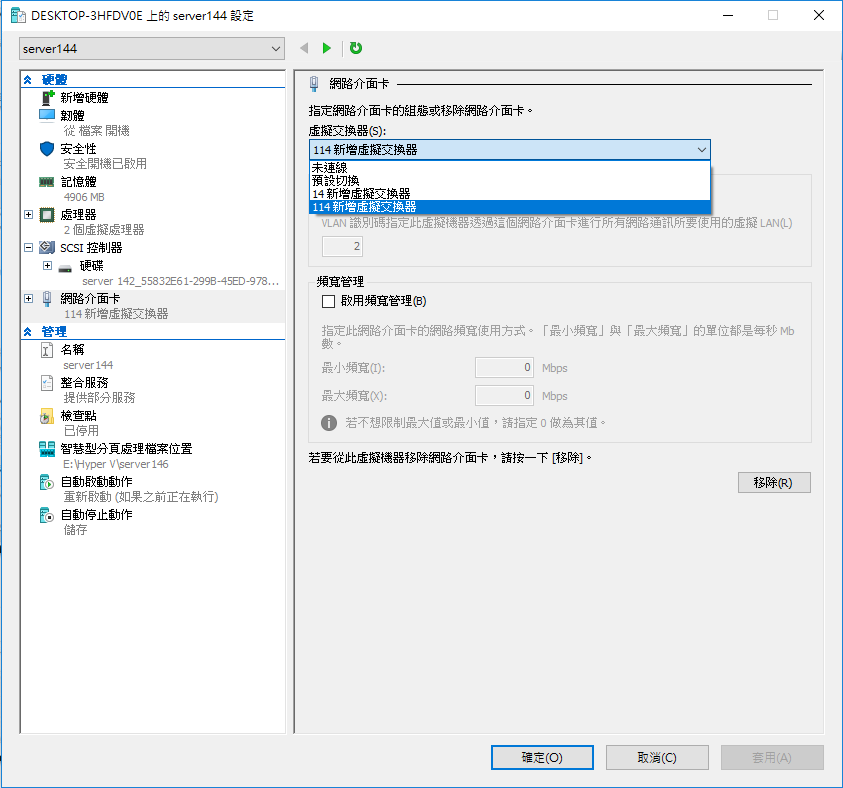 DESKTOP-3HFDV0E 上的 server144 設定
server144
硬體
新增硬體
韌體
從 檔案 開機
安全性
安全開機已啟用
記憶體
4906 MB
處理器
2 個虛擬處理器
SCSI 控制器
硬碟
server 142_55832E61-299B-45ED-978...
網路介面卡
114 新增虛擬交換器
管理
名稱
server144
整合服務
提供部分服務
檢查點
已停用
智慧型分頁處理檔案位置
E:\Hyper V\server146
自動啟動動作
重新啟動 (如果之前正在執行)
自動停止動作
儲存
網路介面卡
指定網路介面卡的組態或移除網路介面卡。
虛擬交換器(S):
114 新增虛擬交換器
未連線
預設切換
14 新增虛擬交換器
114 新增虛擬交換器
VLAN 識別碼指定此虛擬機器透過這個網路介面卡進行所有網路通訊所要使用的虛擬 LAN(L)
2
頻寬管理
啟用頻寬管理(B)
指定此網路介面卡的網路頻寬使用方式。「最小頻寬」與「最大頻寬」的單位都是每秒 Mb
數。
最小頻寬(I): 0 Mbps
最大頻寬(X): 0 Mbps
若不想限制最大值或最小值，請指定 0 做為其值。
若要從此虛擬機器移除網路介面卡，請按一下 [移除]。
移除(R)
確定(O) 取消(C) 套用(A)